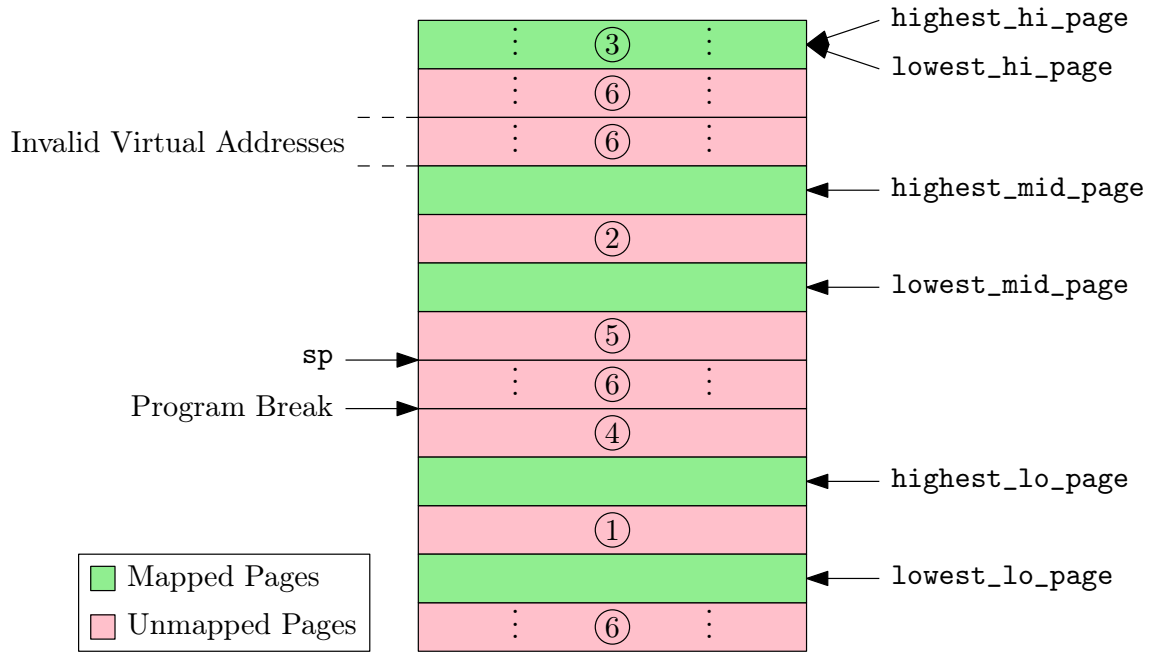 highest_hi_page
⋮ ③ ⋮
lowest_hi_page
⋮ ⑥ ⋮
Invalid Virtual Addresses
⋮ ⑥ ⋮
highest_mid_page
②
lowest_mid_page
⑤
sp
⋮ ⑥ ⋮
Program Break
④
highest_lo_page
①
Mapped Pages
lowest_lo_page
Unmapped Pages
⋮ ⑥ ⋮